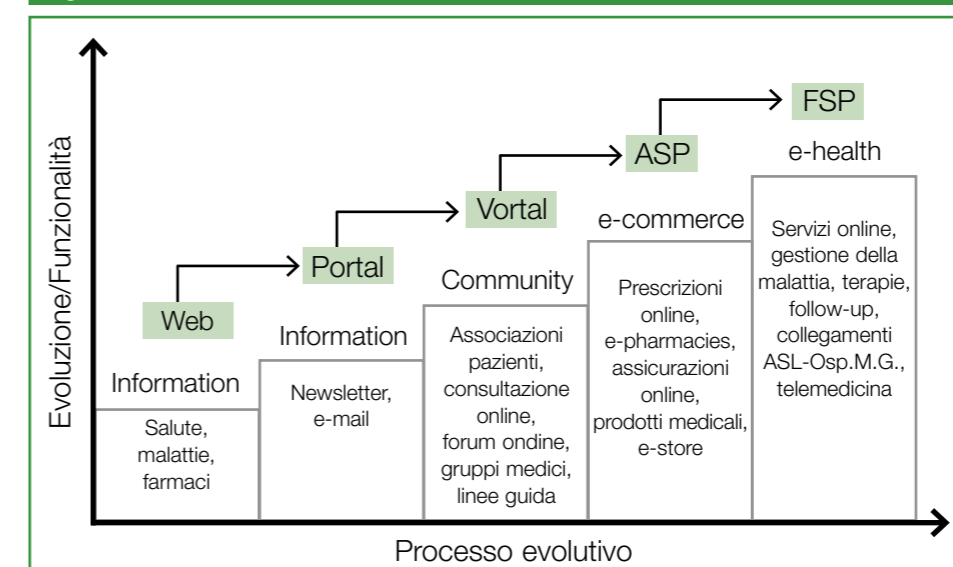 Evoluzione/Funzionalità
Web
Information
Salute,
malattie,
farmaci
Portal
Information
Newsletter,
e-mail
Vortal
Community
Associazioni
pazienti,
consultazione
online,
forum ondine,
gruppi medici,
linee guida
ASP
e-commerce
Prescrizioni
online,
e-pharmacies,
assicurazioni
online,
prodotti medicali,
e-store
FSP
e-health
Servizi online,
gestione della
malattia, terapie,
follow-up,
collegamenti
ASL-Osp.M.G.,
telemedicina
Processo evolutivo